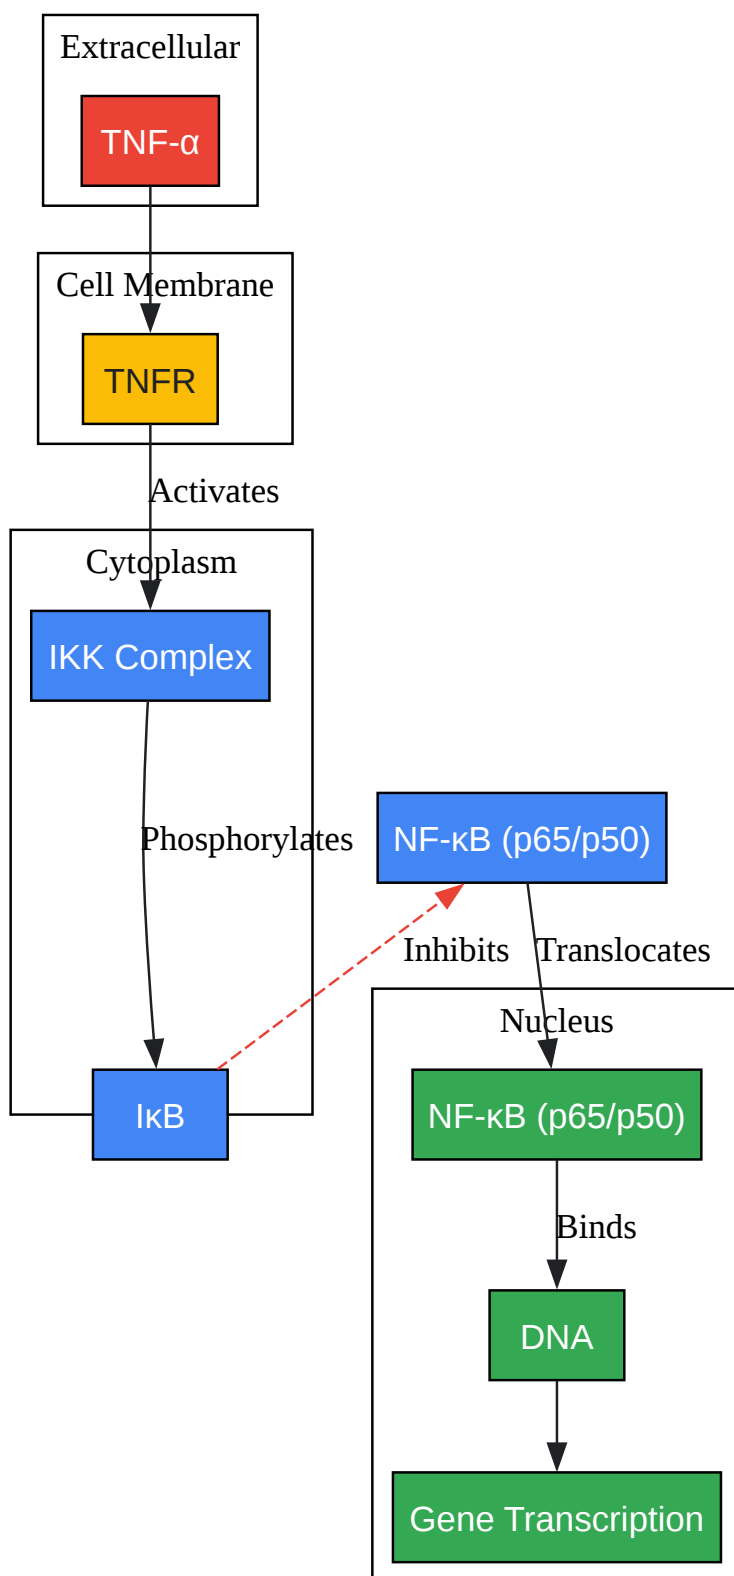 Extracellular
TNF-α
Cell Membrane
TNFR
Activates
Cytoplasm
IKK Complex
Phosphorylates
NF-κB (p65/p50)
Inhibits
Translocates
Nucleus
IκB
NF-κB (p65/p50)
Binds
DNA
Gene Transcription